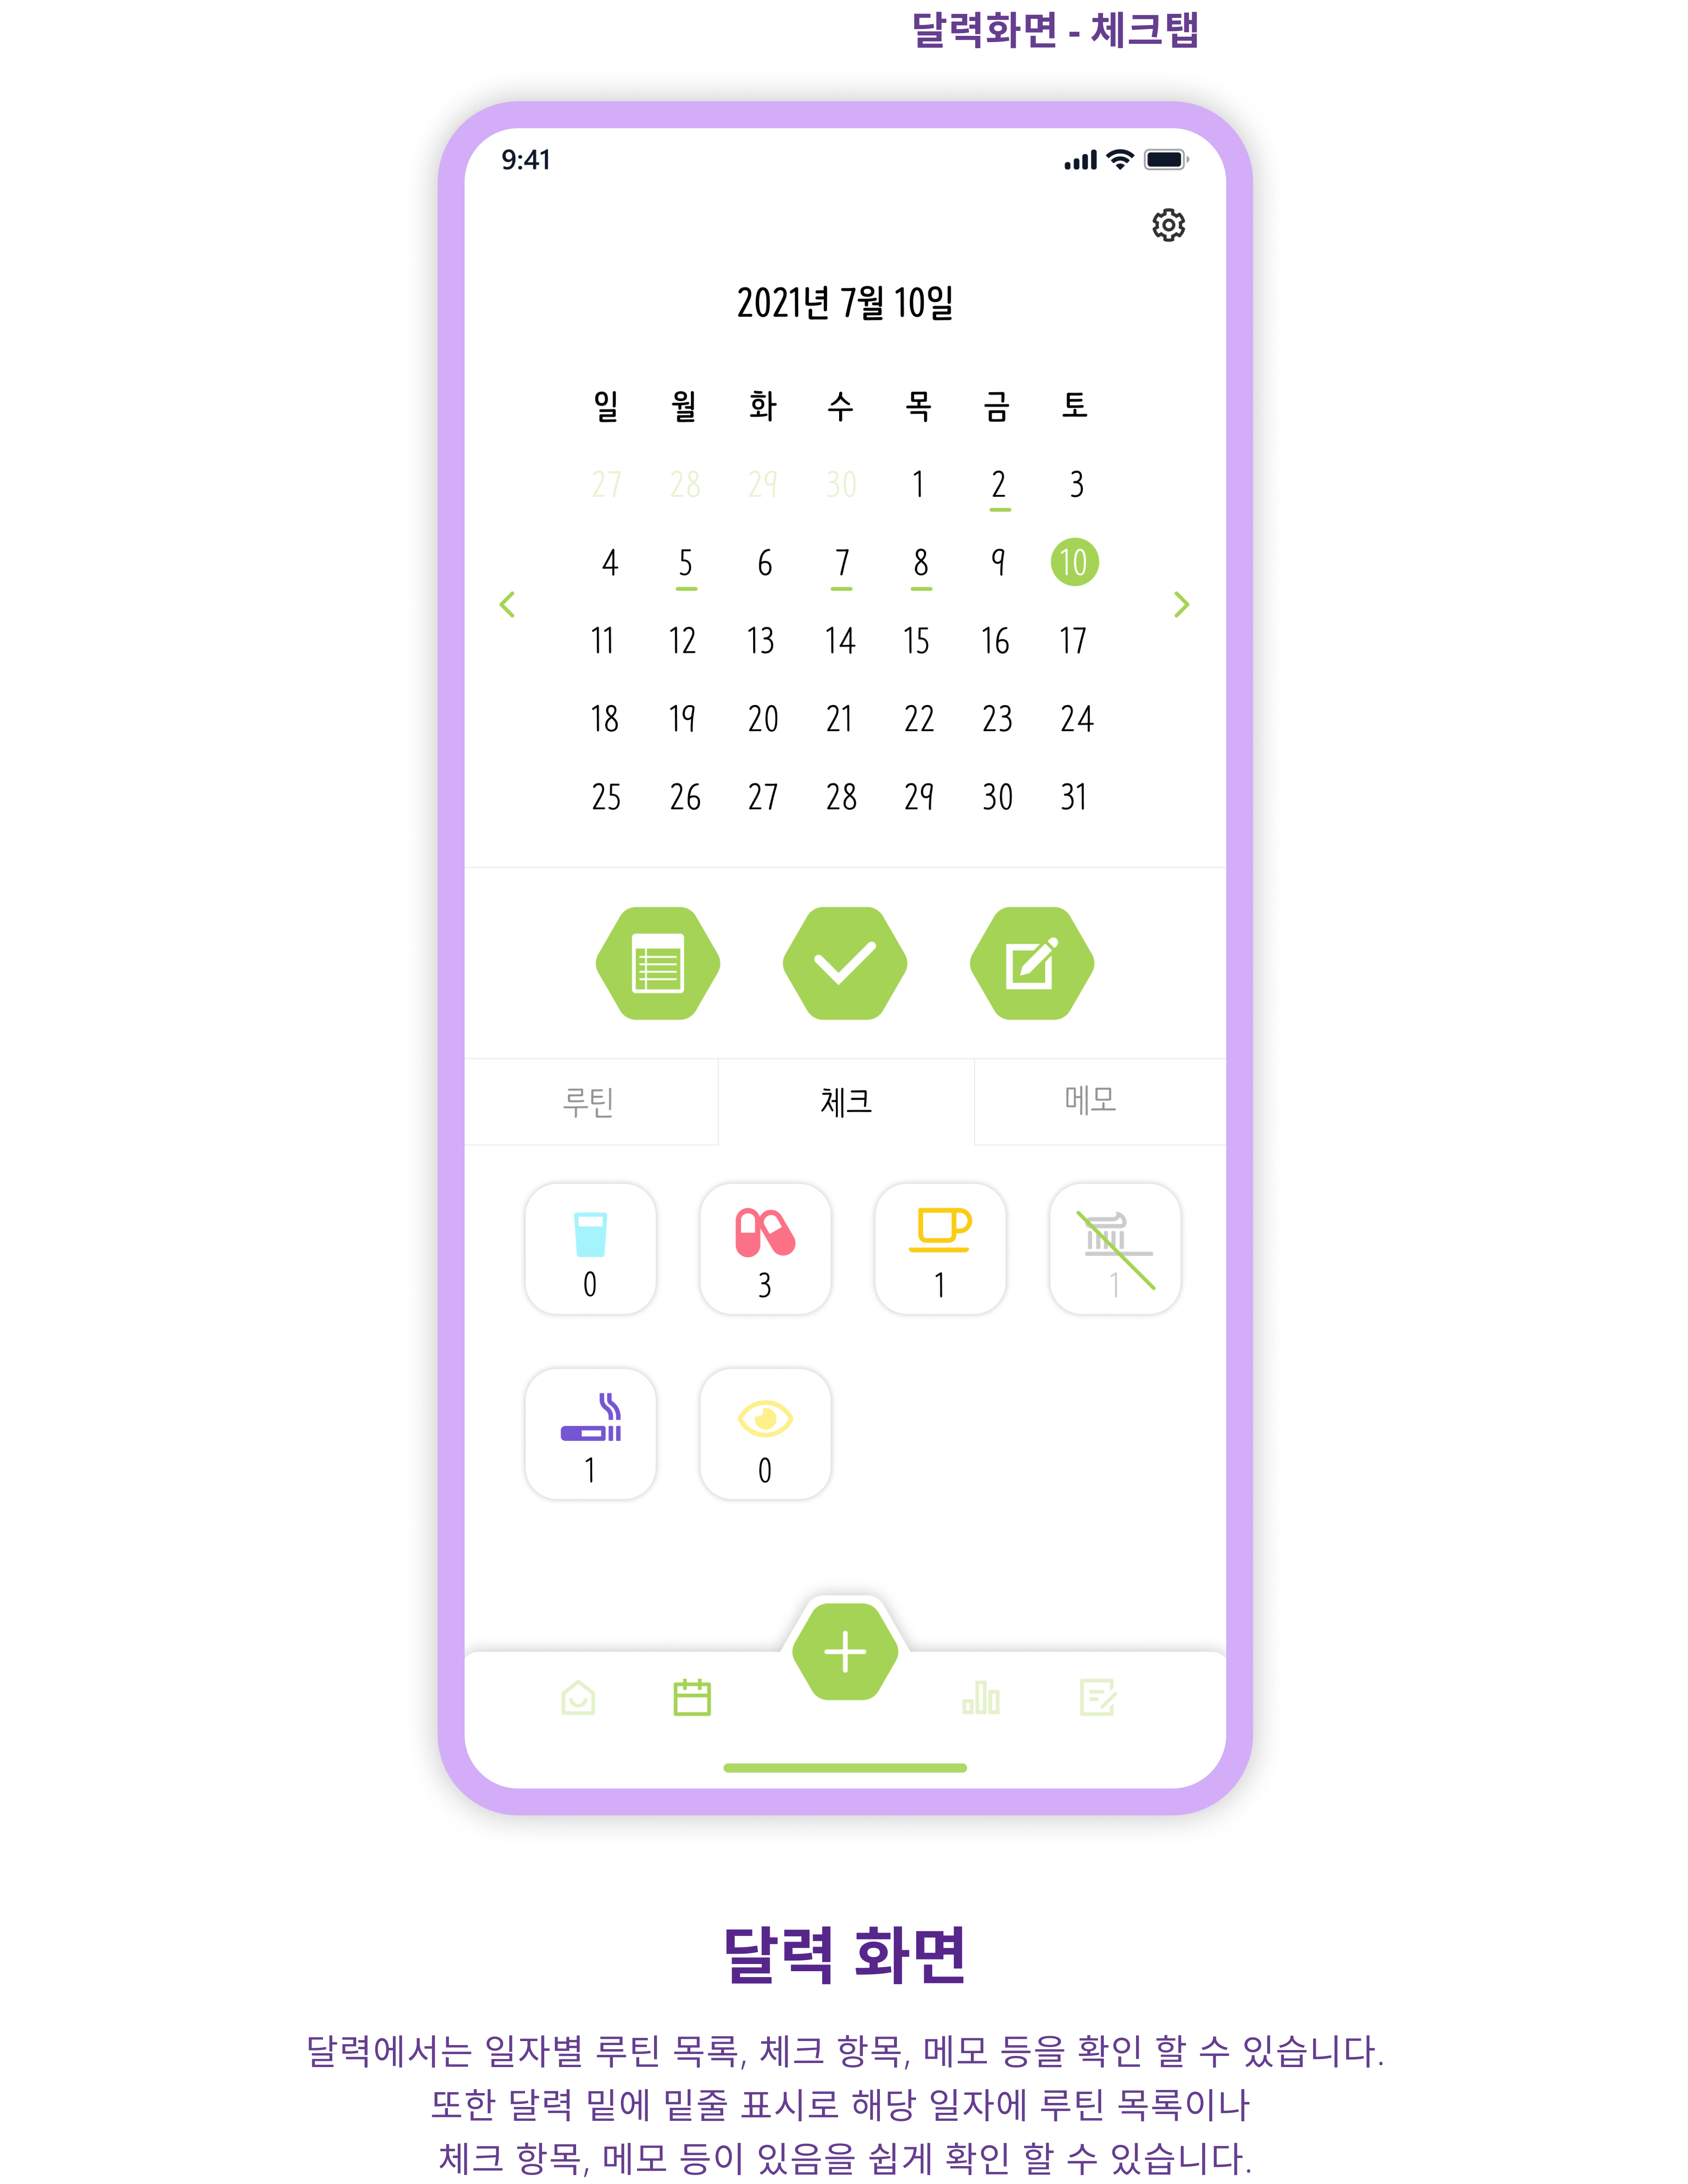 달력화면 - 체크탭
9:41
2021년 7월 10일
일 월 화 수 목 금 토
27 28 29 30 1 2 3
4 5 6 7 8 9 10
11 12 13 14 15 16 17
18 19 20 21 22 23 24
25 26 27 28 29 30 31
루틴 체크 메모
0 3 1 1
1 0
달력 화면
달력에서는 일자별 루틴 목록, 체크 항목, 메모 등을 확인 할 수 있습니다.
또한 달력 밑에 밑줄 표시로 해당 일자에 루틴 목록이나
체크 항목, 메모 등이 있음을 쉽게 확인 할 수 있습니다.